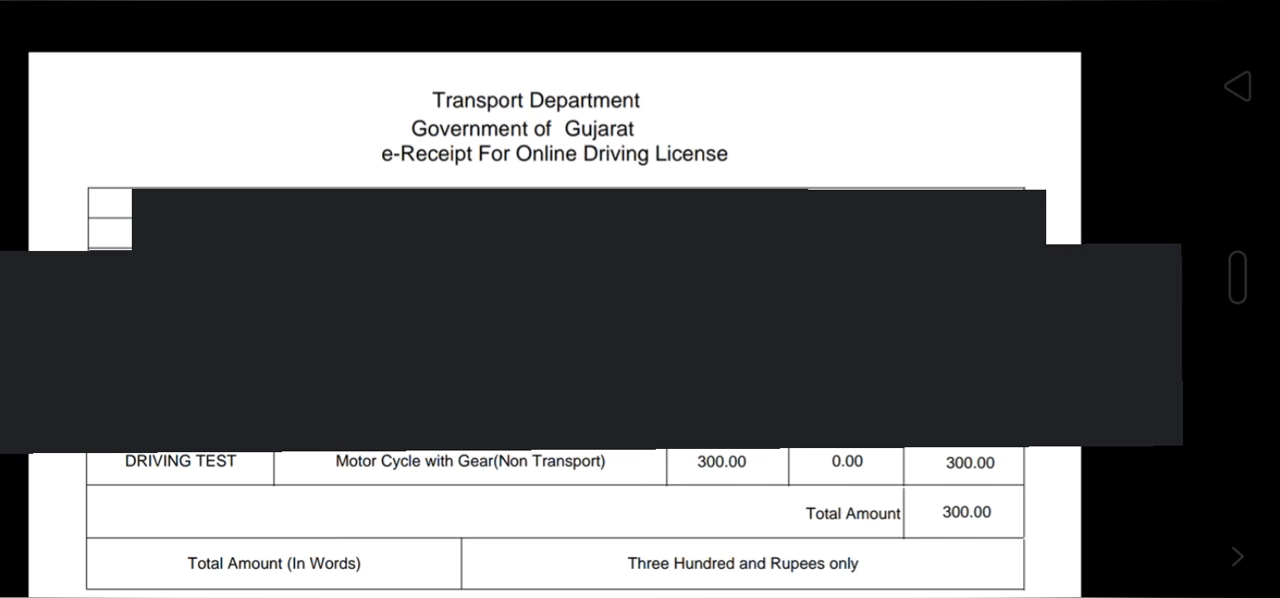 Transport Department
Government of Gujarat
e-Receipt For Online Driving License
DRIVING TEST Motor Cycle with Gear(Non Transport) 300.00 0.00 300.00
Total Amount 300.00
Total Amount (In Words) Three Hundred and Rupees only